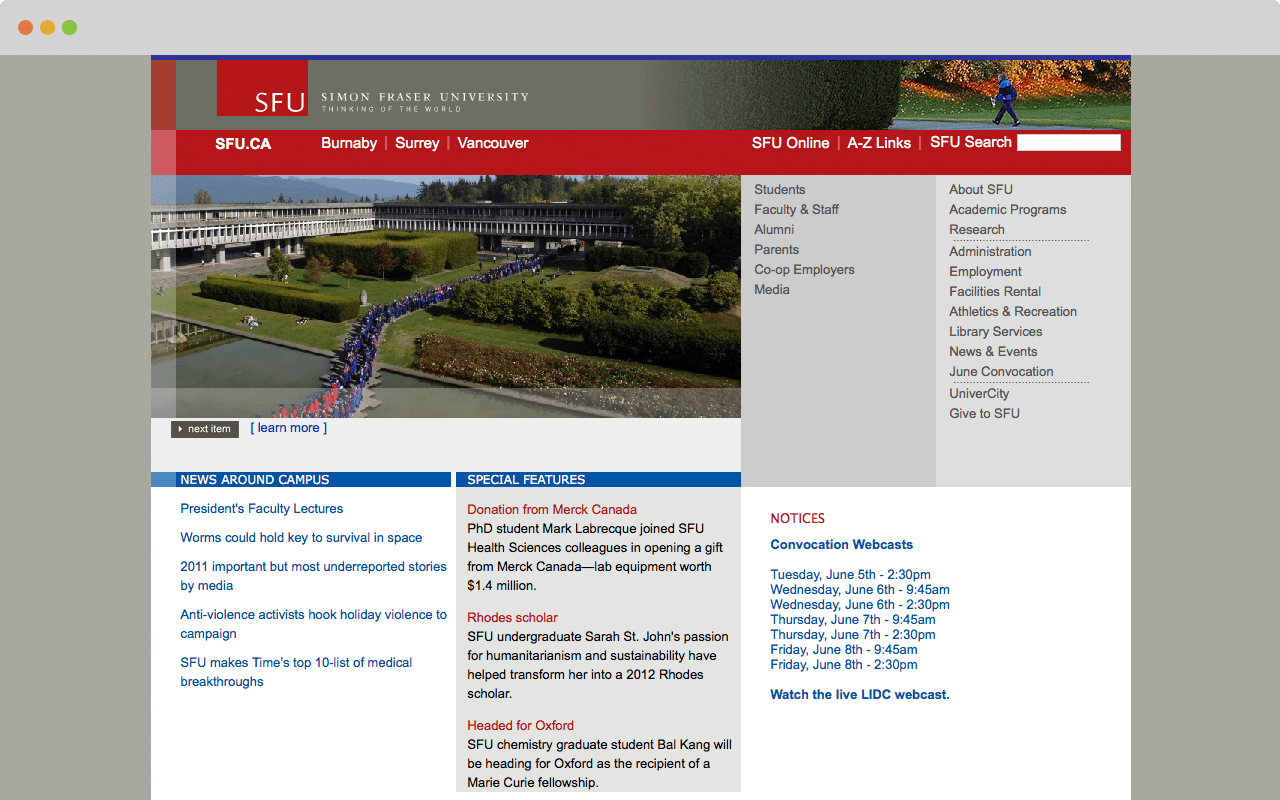 SFU
SIMON FRASER UNIVERSITY
THINKING OF THE WORLD
SFU.CA
Burnaby | Surrey | Vancouver
SFU Online | A-Z Links | SFU Search
Students
Faculty & Staff
Alumni
Parents
Co-op Employers
Media
About SFU
Academic Programs
Research
Administration
Employment
Facilities Rental
Athletics & Recreation
Library Services
News & Events
June Convocation
UniverCity
Give to SFU
next item [ learn more ]
NEWS AROUND CAMPUS
President's Faculty Lectures
Worms could hold key to survival in space
2011 important but most underreported stories
by media
Anti-violence activists hook holiday violence to
campaign
SFU makes Time's top 10-list of medical
breakthroughs
SPECIAL FEATURES
Donation from Merck Canada
PhD student Mark Labrecque joined SFU
Health Sciences colleagues in opening a gift
from Merck Canada—lab equipment worth
$1.4 million.
Rhodes scholar
SFU undergraduate Sarah St. John's passion
for humanitarianism and sustainability have
helped transform her into a 2012 Rhodes
scholar.
Headed for Oxford
SFU chemistry graduate student Bal Kang will
be heading for Oxford as the recipient of a
Marie Curie fellowship.
NOTICES
Convocation Webcasts
Tuesday, June 5th - 2:30pm
Wednesday, June 6th - 9:45am
Wednesday, June 6th - 2:30pm
Thursday, June 7th - 9:45am
Thursday, June 7th - 2:30pm
Friday, June 8th - 9:45am
Friday, June 8th - 2:30pm
Watch the live LIDC webcast.